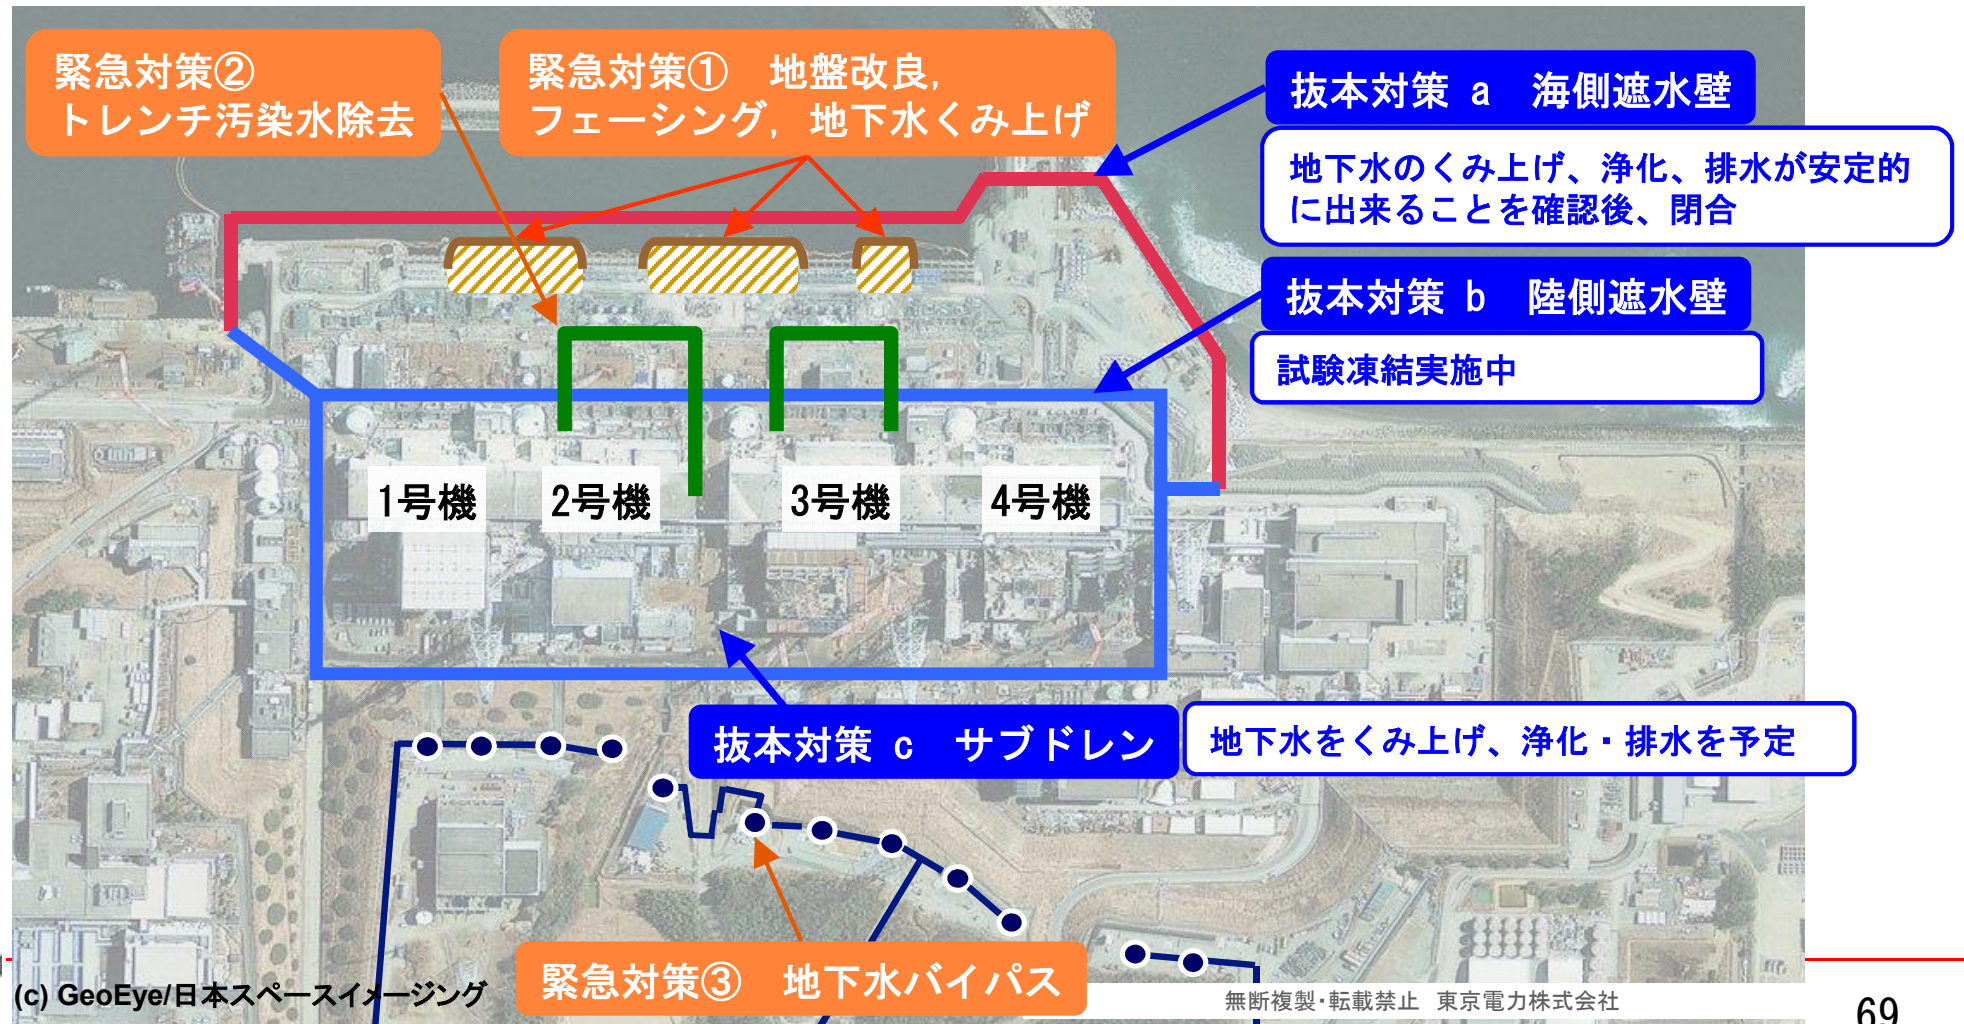 緊急対策②
トレンチ汚染水除去
緊急対策①　地盤改良,
フェーシング, 地下水くみ上げ
抜本対策 a　海側遮水壁
地下水のくみ上げ、浄化、排水が安定的
に出来ることを確認後、閉合
抜本対策 b　陸側遮水壁
試験凍結実施中
1号機
2号機
3号機
4号機
抜本対策 c　サブドレン
地下水をくみ上げ、浄化・排水を予定
緊急対策③　地下水バイパス
(c) GeoEye/日本スペースイメージング
無断複製・転載禁止　東京電力株式会社
69